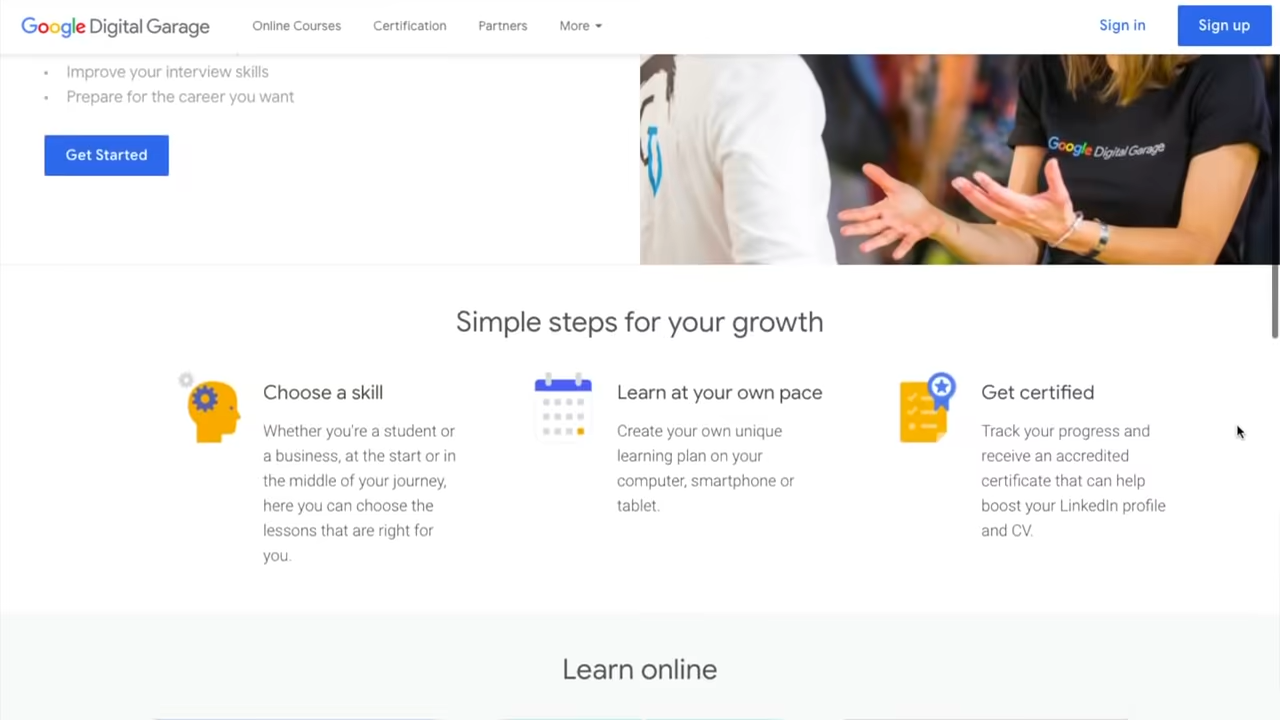 Google Digital Garage
Online Courses
Certification
Partners
More
Sign in
Sign up
• Improve your interview skills
• Prepare for the career you want
Get Started
Google Digital Garage
Simple steps for your growth
Choose a skill
Whether you're a student or
a business, at the start or in
the middle of your journey,
here you can choose the
lessons that are right for
you.
Learn at your own pace
Create your own unique
learning plan on your
computer, smartphone or
tablet.
Get certified
Track your progress and
receive an accredited
certificate that can help
boost your LinkedIn profile
and CV.
Learn online